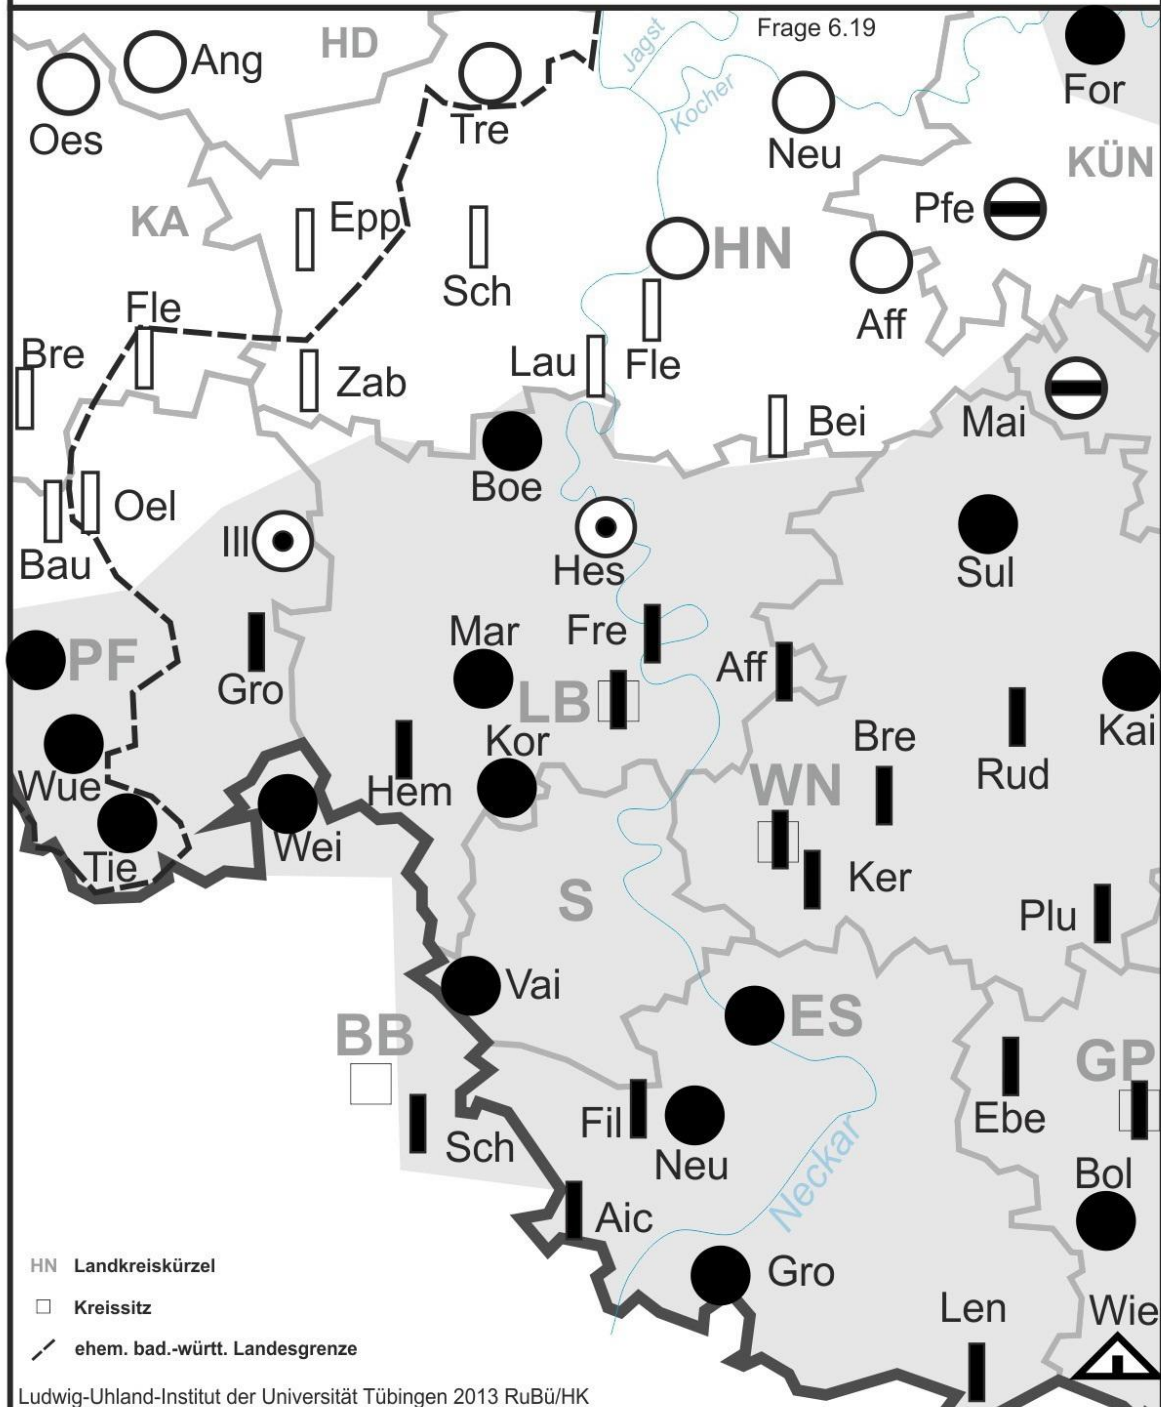 Frage 6.19
Jagst
HD
Ang
Oes
Tre
Kocher
Neu
For
KÜN
KA
Epp
Sch
HN
Pfe
Aff
Fle
Bre
Zab
Lau
Fle
Bei
Mai
Boe
Oel
Bau
Ill
Hes
Sul
PF
Gro
Mar
Fre
Aff
LB
Kor
Kai
Wue
Hem
WN
Bre
Rud
Tie
Wei
S
Ker
Plu
Vai
ES
BB
GP
Sch
Fil
Neu
Ebe
Neckar
Bol
Aic
Gro
Len
Wie
HN Landkreiskürzel
Kreissitz
ehem. bad.-württ. Landesgrenze
Ludwig-Uhland-Institut der Universität Tübingen 2013 RuBü/HK